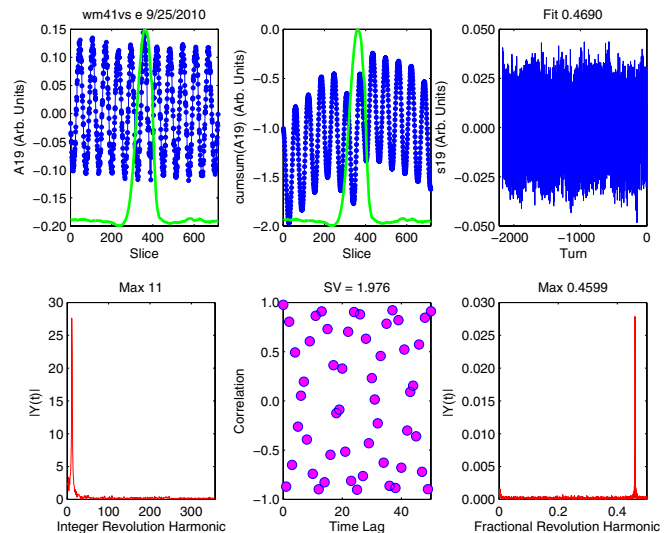 wm41vs e 9/25/2010
0.15
0.10
0.05
0.00
−0.05
−0.10
−0.15
−0.20
A19 (Arb. Units)
0 200 400 600
Slice
0.0
−0.5
−1.0
−1.5
−2.0
cumsum(A19) (Arb. Units)
0 200 400 600
Slice
Fit 0.4690
0.050
0.025
0.000
−0.025
−0.050
s19 (Arb. Units)
−2000 −1000 0
Turn
Max 11
30
25
20
15
10
5
0
|Y(t)|
0 100 200 300
Integer Revolution Harmonic
SV = 1.976
1.0
0.5
0.0
−0.5
−1.0
Correlation
0 20 40
Time Lag
Max 0.4599
0.030
0.025
0.020
0.015
0.010
0.005
0.000
|Y(t)|
0.0 0.2 0.4
Fractional Revolution Harmonic